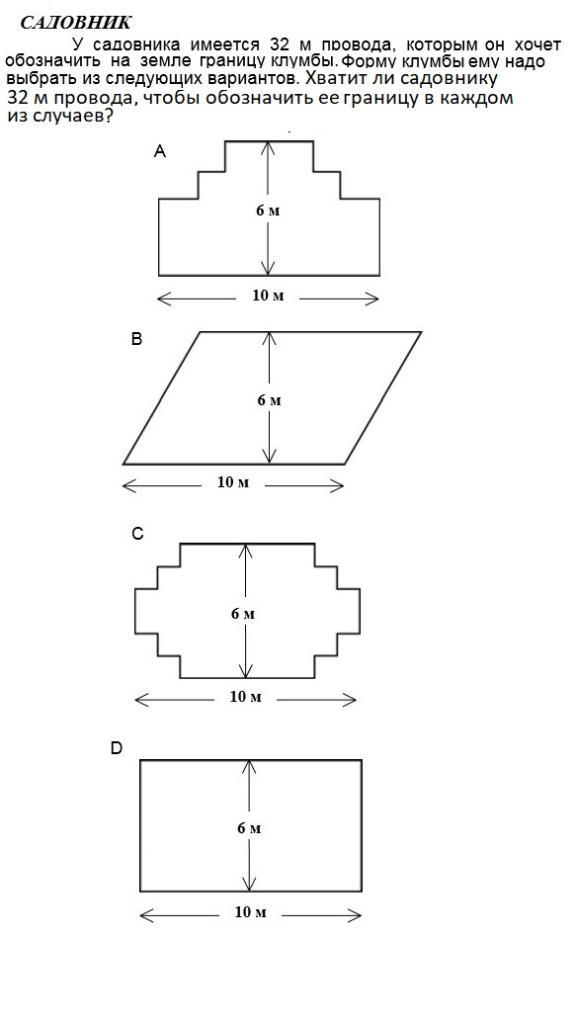 САДОВНИК
У садовника имеется 32 м провода, которым он хочет
обозначить на земле границу клумбы. Форму клумбы ему надо
выбрать из следующих вариантов. Хватит ли садовнику
32 м провода, чтобы обозначить ее границу в каждом
из случаев?
A
6 м
10 м
B
6 м
10 м
C
6 м
10 м
D
6 м
10 м